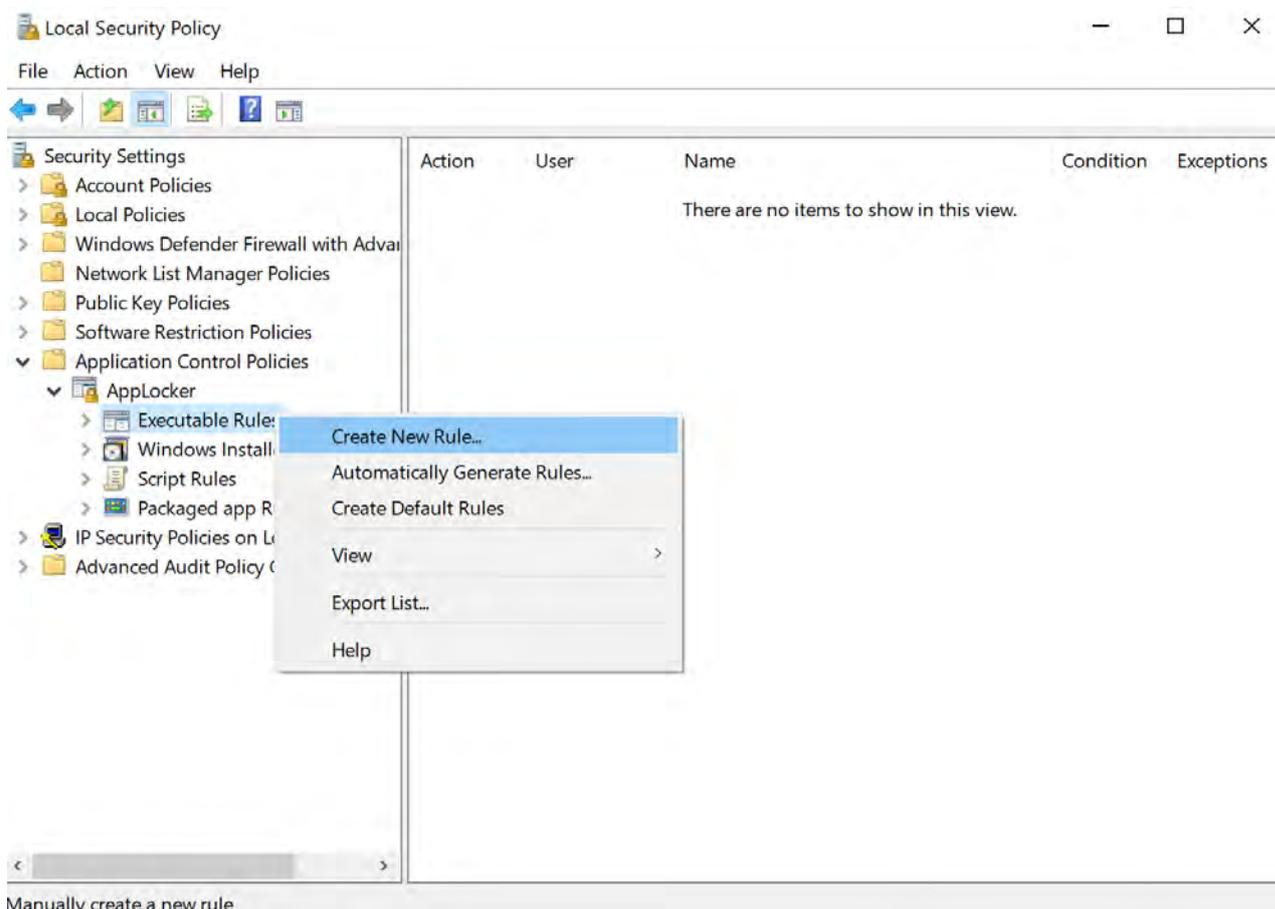 Local Security Policy
File Action View Help
Security Settings
Account Policies
Local Policies
Windows Defender Firewall with Advan
Network List Manager Policies
Public Key Policies
Software Restriction Policies
Application Control Policies
AppLocker
Executable Rules
Windows Install
Script Rules
Packaged app R
IP Security Policies on L
Advanced Audit Policy
Action User Name Condition Exceptions
There are no items to show in this view.
Create New Rule...
Automatically Generate Rules...
Create Default Rules
View
Export List...
Help
Manually create a new rule